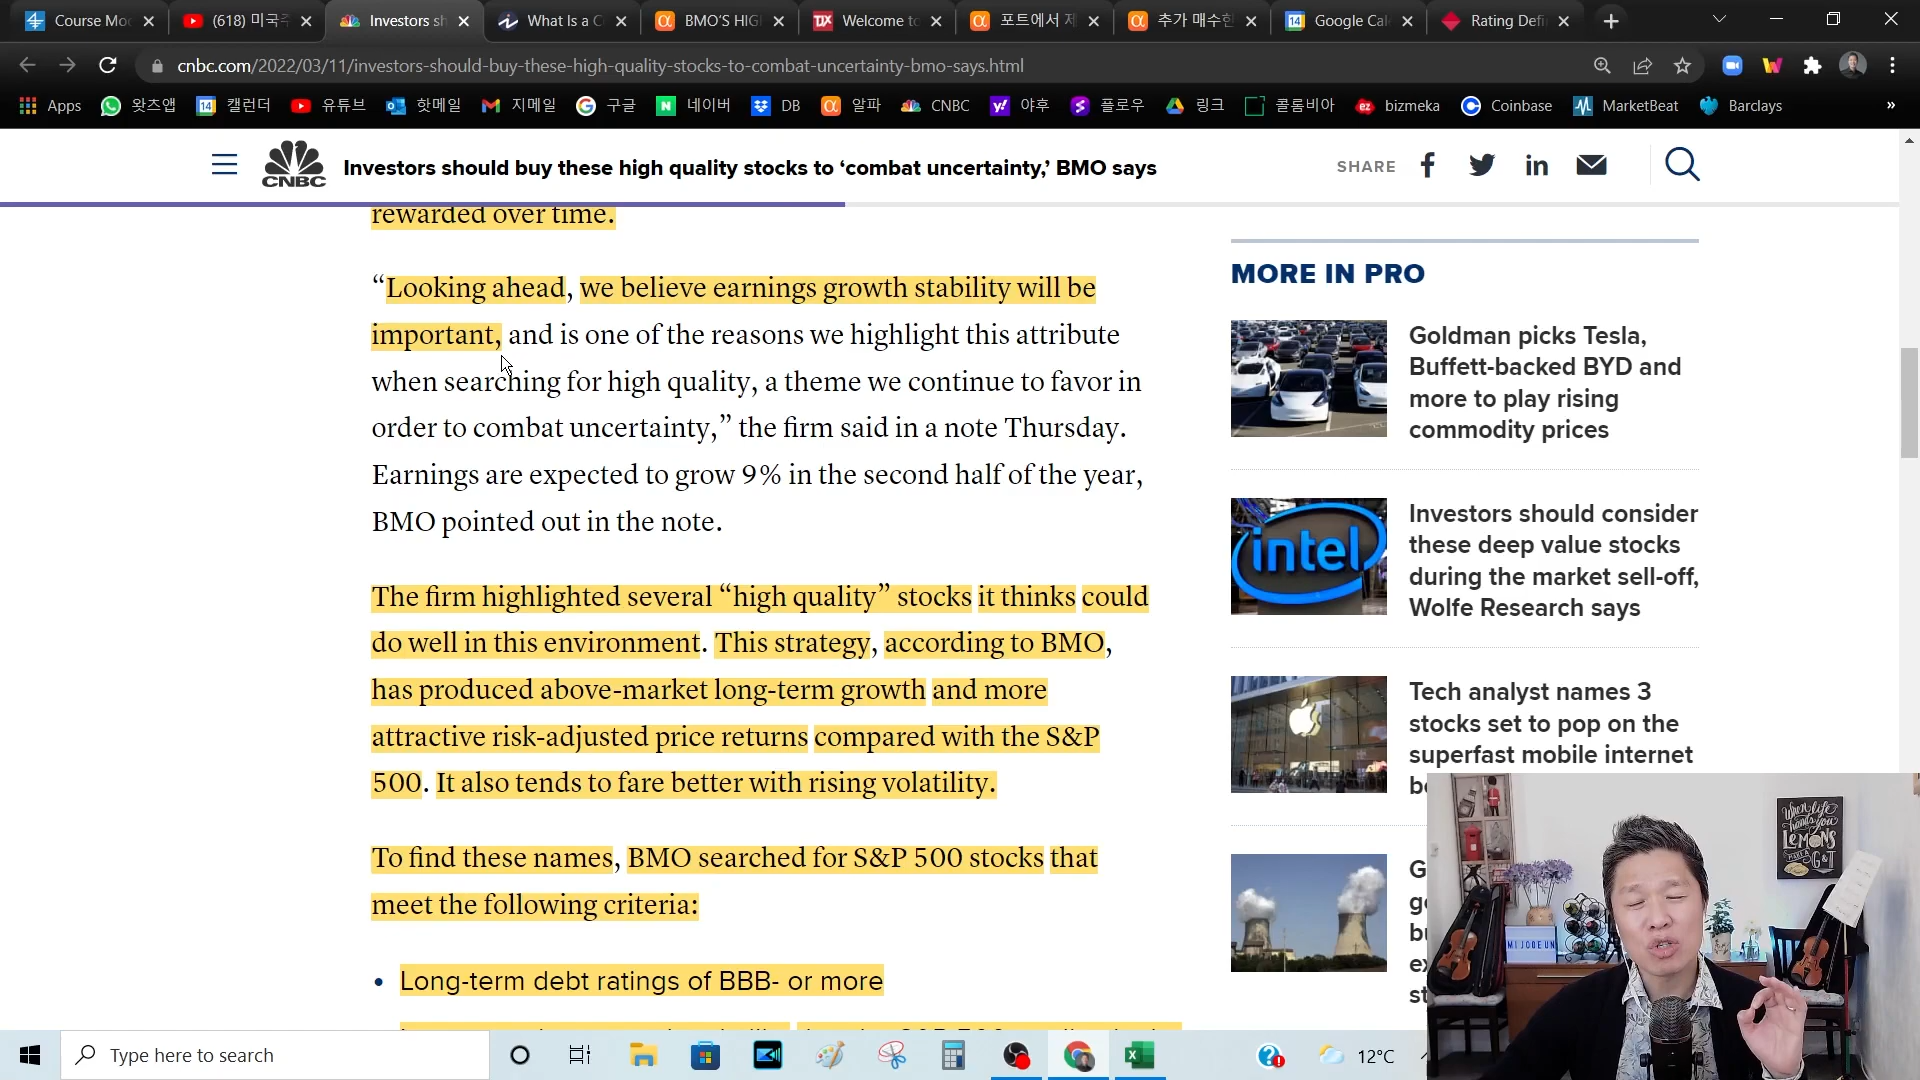 Course Mo
(618) 미국주
Investors sh
What Is a C
BMO'S HIG
Welcome to
포트에서 제
추가 매수한
Google Cal
Rating Defi
cnbc.com/2022/03/11/investors-should-buy-these-high-quality-stocks-to-combat-uncertainty-bmo-says.html
Apps
왓츠앱
캘린더
유튜브
핫메일
지메일
구글
네이버
DB
알파
CNBC
야후
플로우
링크
콜롬비아
bizmeka
Coinbase
MarketBeat
Barclays
»
CNBC
Investors should buy these high quality stocks to ‘combat uncertainty,’ BMO says
SHARE
rewarded over time.
“Looking ahead, we believe earnings growth stability will be
important, and is one of the reasons we highlight this attribute
when searching for high quality, a theme we continue to favor in
order to combat uncertainty,” the firm said in a note Thursday.
Earnings are expected to grow 9% in the second half of the year,
BMO pointed out in the note.
The firm highlighted several “high quality” stocks it thinks could
do well in this environment. This strategy, according to BMO,
has produced above-market long-term growth and more
attractive risk-adjusted price returns compared with the S&P
500. It also tends to fare better with rising volatility.
To find these names, BMO searched for S&P 500 stocks that
meet the following criteria:
• Long-term debt ratings of BBB- or more
MORE IN PRO
Goldman picks Tesla,
Buffett-backed BYD and
more to play rising
commodity prices
intel
Investors should consider
these deep value stocks
during the market sell-off,
Wolfe Research says
Tech analyst names 3
stocks set to pop on the
superfast mobile internet
When life
hands you
LEMONS
MAKE A
G&T
MI JOOEUN
Type here to search
12°C